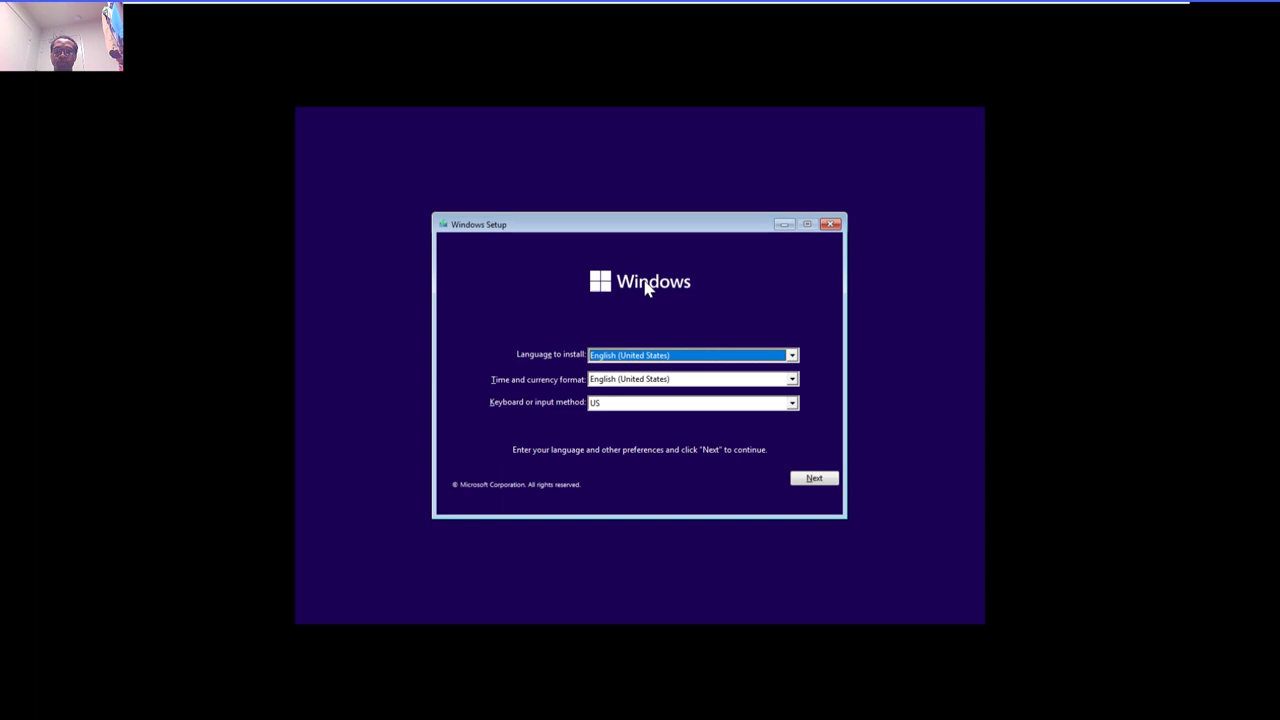 Windows Setup
Windows
Language to install: English (United States)
Time and currency format: English (United States)
Keyboard or input method: US
Enter your language and other preferences and click "Next" to continue.
Next
© Microsoft Corporation. All rights reserved.